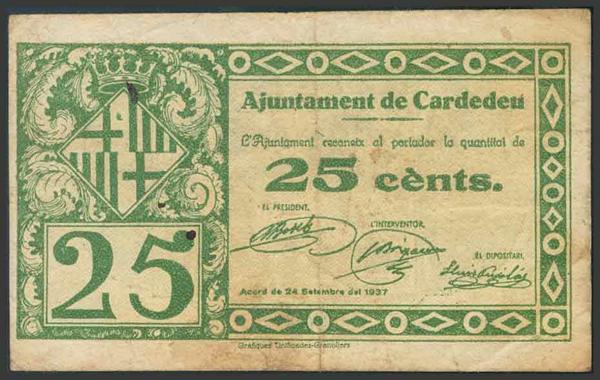 Ajuntament de Cardedeu
L'Ajuntament reconeix al portador la quantitat de
25 cènts.
EL PRESIDENT,
L'INTERVENTOR,
EL DIPOSITARI,
Acord de 24 Setembre del 1937
25
Gràfiques Unificades-Granollers